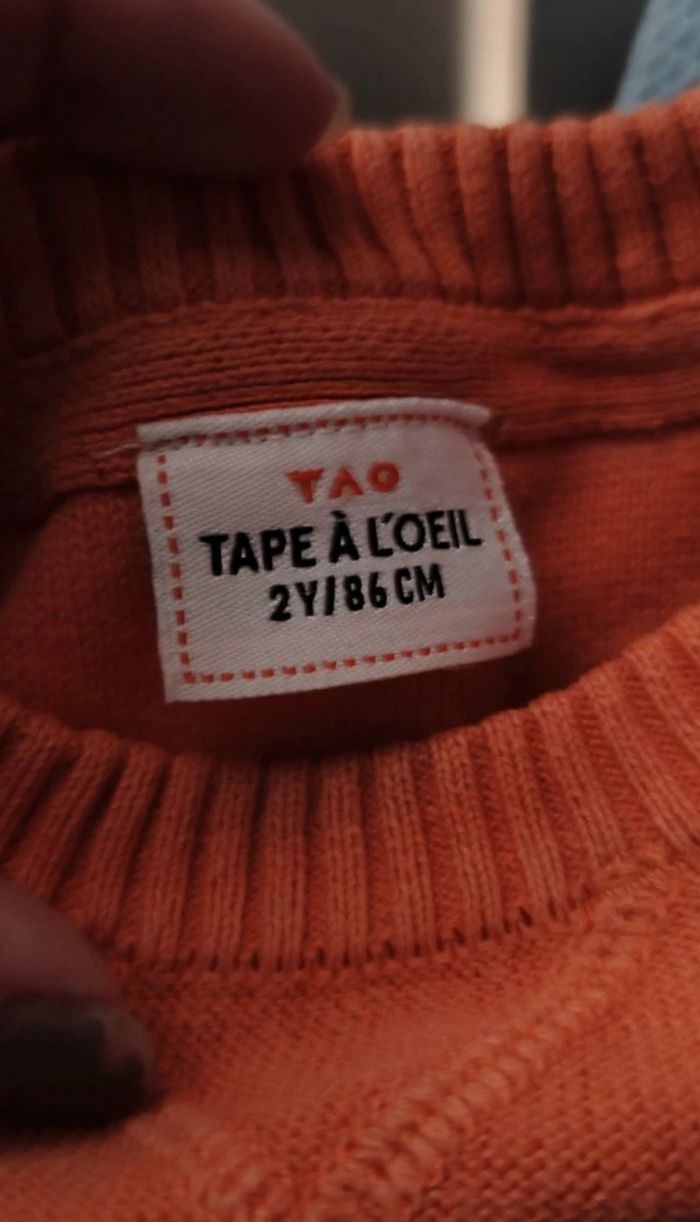 TAO
TAPE À L'OEIL
2Y/86 CM